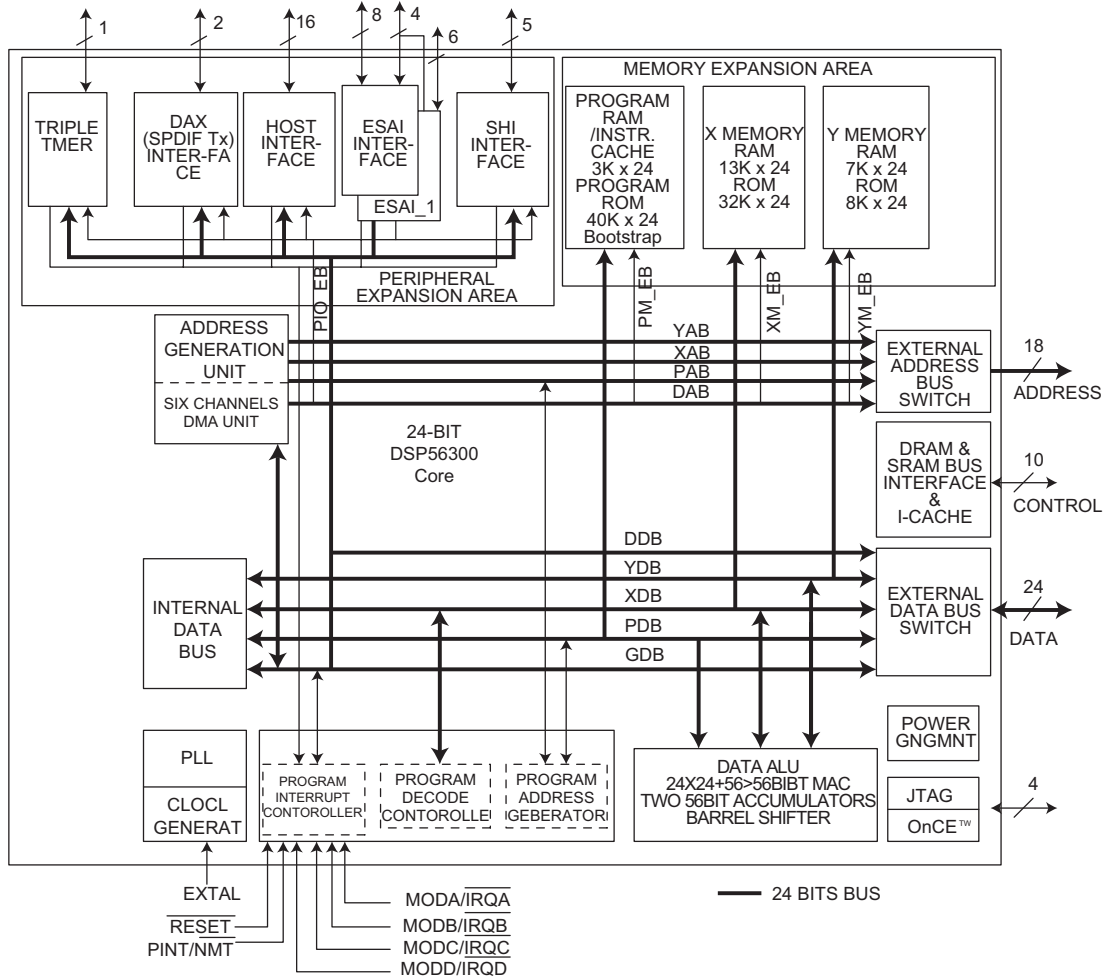 1
2
16
8
4
6
5
MEMORY EXPANSION AREA
TRIPLE
TMER
DAX
(SPDIF Tx)
INTER-FA
CE
HOST
INTER-
FACE
ESAI
INTER-
FACE
ESAI_1
SHI
INTER-
FACE
PROGRAM
RAM
/INSTR.
CACHE
3K x 24
PROGRAM
ROM
40K x 24
Bootstrap
X MEMORY
RAM
13K x 24
ROM
32K x 24
Y MEMORY
RAM
7K x 24
ROM
8K x 24
PERIPHERAL
EXPANSION AREA
PIO_EB
PM_EB
XM_EB
YM_EB
ADDRESS
GENERATION
UNIT
SIX CHANNELS
DMA UNIT
YAB
XAB
PAB
DAB
EXTERNAL
ADDRESS
BUS
SWITCH
18
ADDRESS
24-BIT
DSP56300
Core
DRAM &
SRAM BUS
INTERFACE
&
I-CACHE
10
CONTROL
INTERNAL
DATA
BUS
DDB
YDB
XDB
PDB
GDB
EXTERNAL
DATA BUS
SWITCH
24
DATA
PLL
CLOCL
GENERAT
PROGRAM
INTERRUPT
CONTOROLLER
PROGRAM
DECODE
CONTOROLLE
PROGRAM
ADDRESS
IGEBERATOR
DATA ALU
24X24+56>56BIBT MAC
TWO 56BIT ACCUMULATORS
BARREL SHIFTER
POWER
GNGMNT
JTAG
OnCE™
4
EXTAL
RESET
PINT/NMT
MODA/IRQA
MODB/IRQB
MODC/IRQC
MODD/IRQD
24 BITS BUS